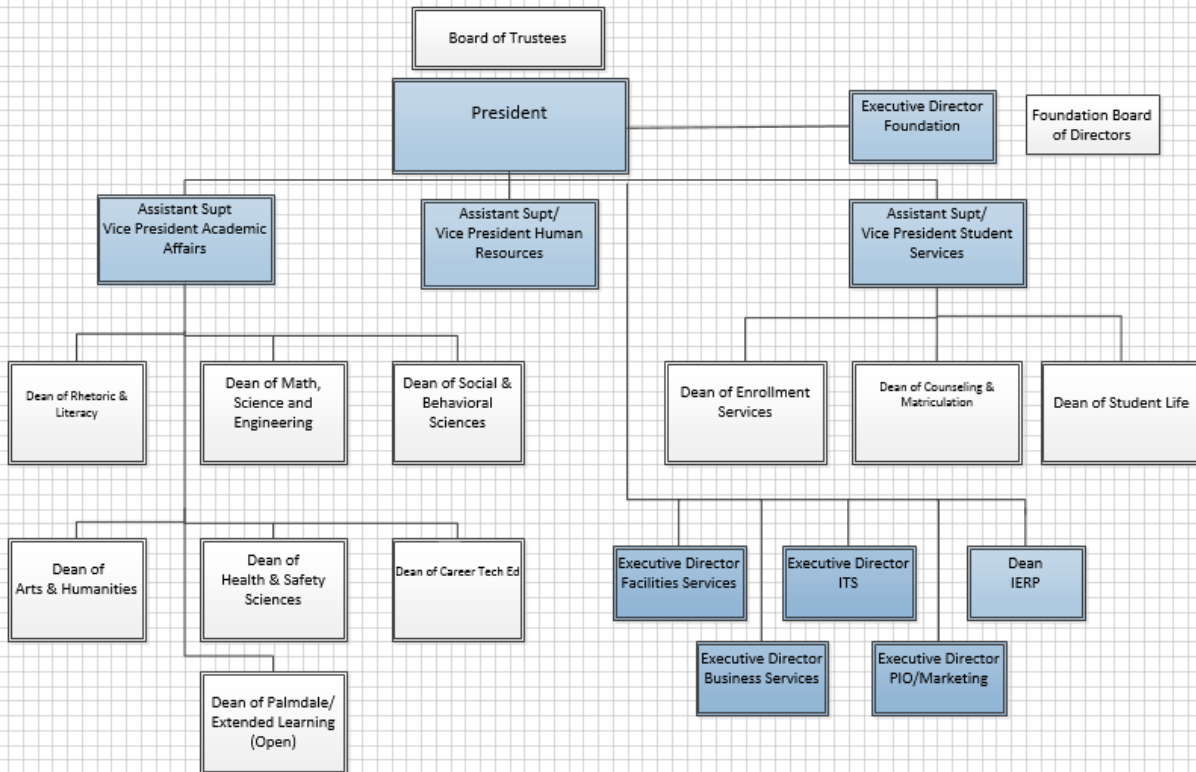 Board of Trustees
President
Executive Director
Foundation
Foundation Board
of Directors
Assistant Supt
Vice President Academic
Affairs
Assistant Supt/
Vice President Human
Resources
Assistant Supt/
Vice President Student
Services
Dean of Rhetoric &
Literacy
Dean of Math,
Science and
Engineering
Dean of Social &
Behavioral
Sciences
Dean of Enrollment
Services
Dean of Counseling &
Matriculation
Dean of Student Life
Dean of
Arts & Humanities
Dean of
Health & Safety
Sciences
Dean of Career Tech Ed
Executive Director
Facilities Services
Executive Director
ITS
Dean
IERP
Executive Director
Business Services
Executive Director
PIO/Marketing
Dean of Palmdale/
Extended Learning
(Open)